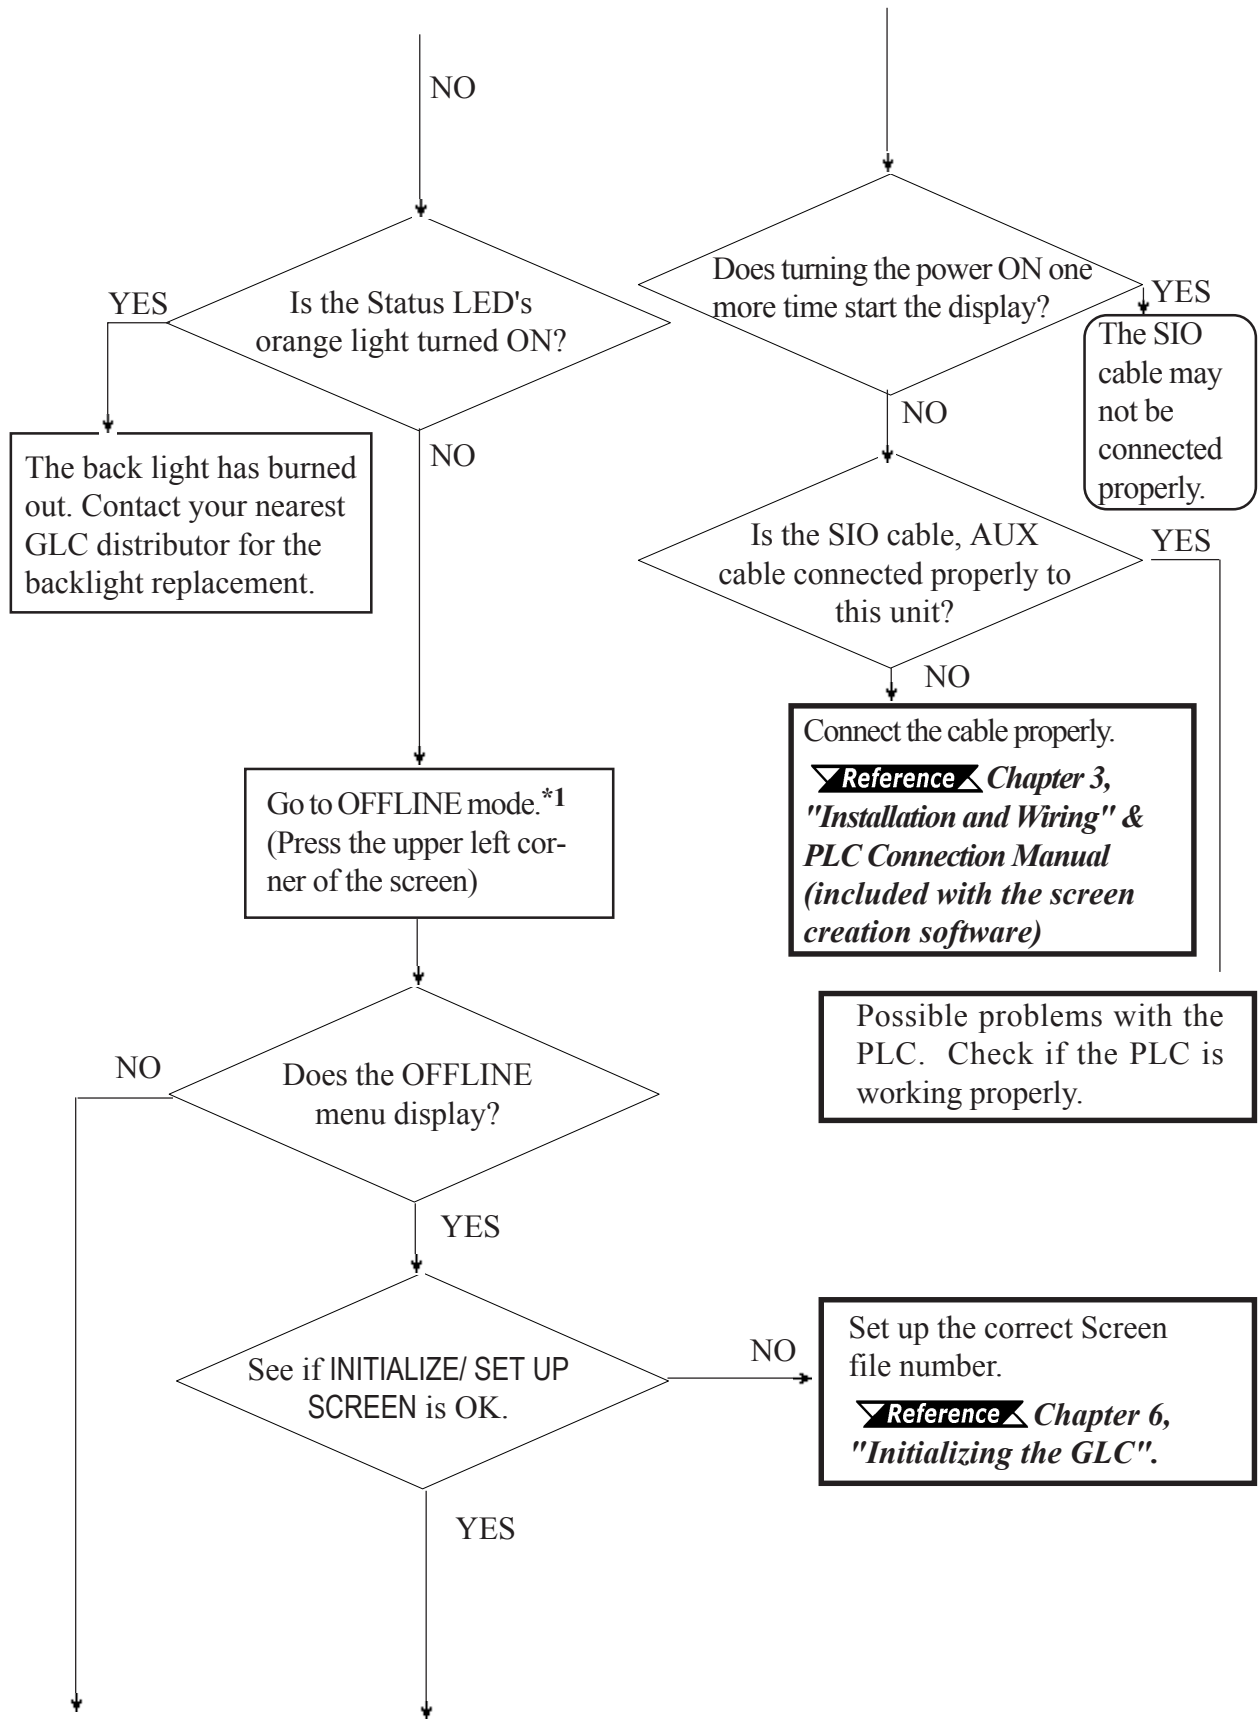 NO
Is the Status LED's
orange light turned ON?
YES
The back light has burned
out. Contact your nearest
GLC distributor for the
backlight replacement.
NO
Go to OFFLINE mode.*1
(Press the upper left cor-
ner of the screen)
Does the OFFLINE
menu display?
NO
YES
See if INITIALIZE/ SET UP
SCREEN is OK.
NO
Set up the correct Screen
file number.
Reference Chapter 6,
"Initializing the GLC".
YES
Does turning the power ON one
more time start the display?
YES
The SIO
cable may
not be
connected
properly.
NO
Is the SIO cable, AUX
cable connected properly to
this unit?
YES
NO
Connect the cable properly.
Reference Chapter 3,
"Installation and Wiring" &
PLC Connection Manual
(included with the screen
creation software)
Possible problems with the
PLC. Check if the PLC is
working properly.